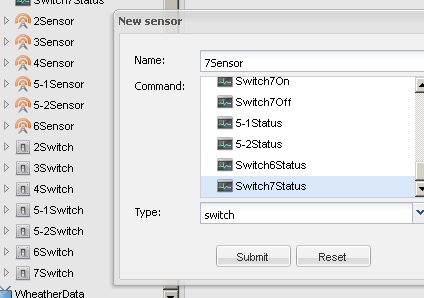 Switch7Status
2Sensor
3Sensor
4Sensor
5-1Sensor
5-2Sensor
6Sensor
2Switch
3Switch
4Switch
5-1Switch
5-2Switch
6Switch
7Switch
WheatherData
New sensor
Name:
7Sensor
Command:
Switch7On
Switch7Off
5-1Status
5-2Status
Switch6Status
Switch7Status
Type:
switch
Submit
Reset